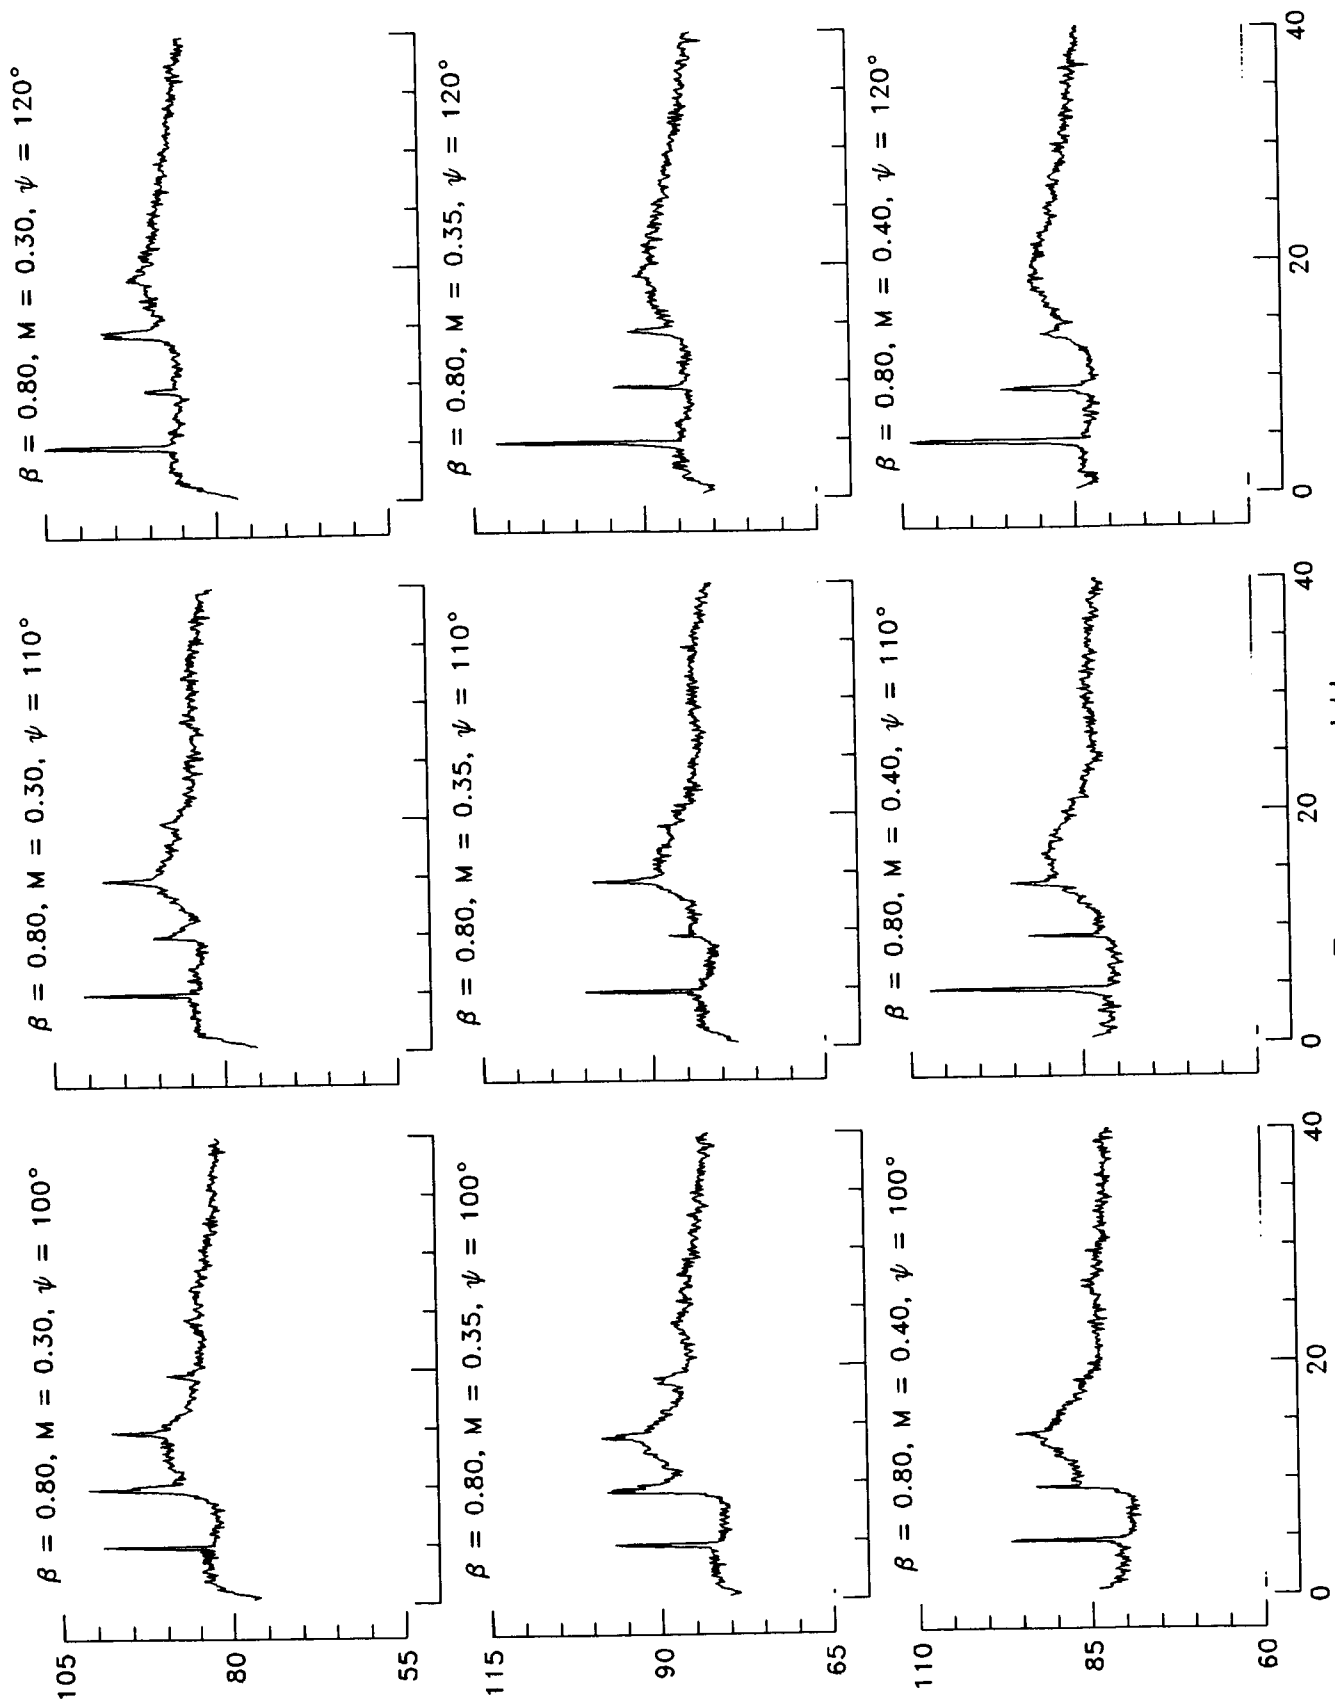 β = 0.80, M = 0.30, ψ = 100°
β = 0.80, M = 0.30, ψ = 110°
β = 0.80, M = 0.30, ψ = 120°
105
80
55
β = 0.80, M = 0.35, ψ = 100°
β = 0.80, M = 0.35, ψ = 110°
β = 0.80, M = 0.35, ψ = 120°
115
90
65
β = 0.80, M = 0.40, ψ = 100°
β = 0.80, M = 0.40, ψ = 110°
β = 0.80, M = 0.40, ψ = 120°
110
85
60
0 20 40
0 20 40
0 20 40